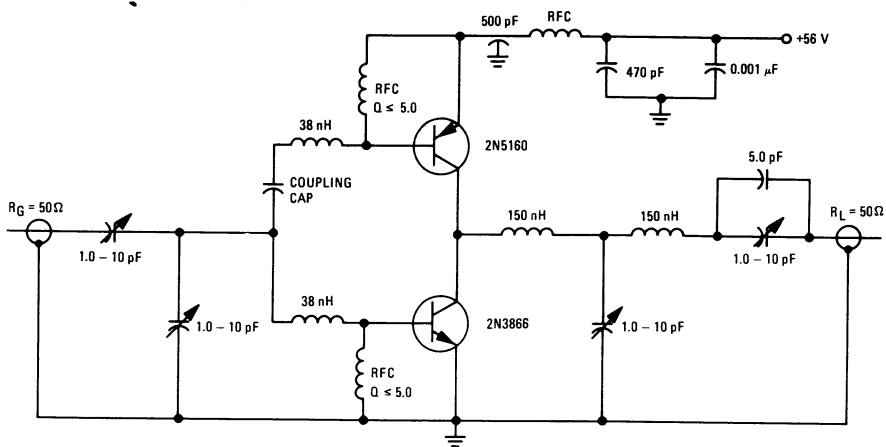 500 pF
RFC
+56 V
470 pF
0.001 µF
RFC
Q ≤ 5.0
38 nH
2N5160
COUPLING
CAP
5.0 pF
RG = 50Ω
150 nH
150 nH
RL = 50Ω
1.0 – 10 pF
1.0 – 10 pF
38 nH
1.0 – 10 pF
2N3866
1.0 – 10 pF
RFC
Q ≤ 5.0